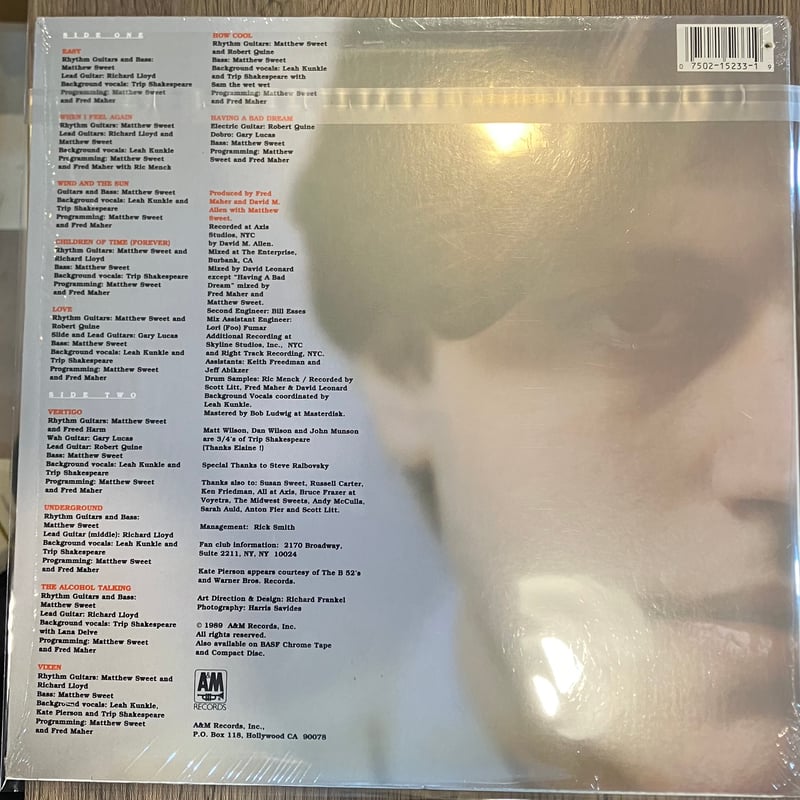 SIDE ONE
EAST
Rhythm Guitars and Bass:
Matthew Sweet
Lead Guitar: Richard Lloyd
Background vocals: Trip Shakespeare
Programming: Matthew Sweet
and Fred Maher
WHEN I FEEL AGAIN
Rhythm Guitars: Matthew Sweet
Lead Guitars: Richard Lloyd and
Matthew Sweet
Background vocals: Leah Kunkle
Programming: Matthew Sweet
and Fred Maher with Ric Menck
WIND AND THE SUN
Guitars and Bass: Matthew Sweet
Background vocals: Leah Kunkle and
Trip Shakespeare
Programming: Matthew Sweet
and Fred Maher
CHILDREN OF TIME (FOREVER)
Rhythm Guitars: Matthew Sweet and
Richard Lloyd
Bass: Matthew Sweet
Background vocals: Trip Shakespeare
Programming: Matthew Sweet
and Fred Maher
LOVE
Rhythm Guitars: Matthew Sweet and
Robert Quine
Slide and Lead Guitars: Gary Lucas
Bass: Matthew Sweet
Background vocals: Leah Kunkle and
Trip Shakespeare
Programming: Matthew Sweet
and Fred Maher
SIDE TWO
VERTIGO
Rhythm Guitars: Matthew Sweet
and Freed Harm
Wah Guitar: Gary Lucas
Lead Guitar: Robert Quine
Bass: Matthew Sweet
Background vocals: Leah Kunkle and
Trip Shakespeare
Programming: Matthew Sweet
and Fred Maher
UNDERGROUND
Rhythm Guitars and Bass:
Matthew Sweet
Lead Guitar (middle): Richard Lloyd
Background vocals: Leah Kunkle and
Trip Shakespeare
Programming: Matthew Sweet
and Fred Maher
THE ALCOHOL TALKING
Rhythm Guitars and Bass:
Matthew Sweet
Lead Guitar: Richard Lloyd
Background vocals: Trip Shakespeare
with Lana Delve
Programming: Matthew Sweet
and Fred Maher
VIXEN
Rhythm Guitars: Matthew Sweet and
Richard Lloyd
Bass: Matthew Sweet
Background vocals: Leah Kunkle,
Kate Pierson and Trip Shakespeare
Programming: Matthew Sweet
and Fred Maher
HOW COOL
Rhythm Guitars: Matthew Sweet
and Robert Quine
Bass: Matthew Sweet
Background vocals: Leah Kunkle
and Trip Shakespeare with
Sam the wet wet
Programming: Matthew Sweet
and Fred Maher
HAVING A BAD DREAM
Electric Guitar: Robert Quine
Dobro: Gary Lucas
Bass: Matthew Sweet
Programming: Matthew
Sweet and Fred Maher
Produced by Fred
Maher and David M.
Allen with Matthew
Sweet.
Recorded at Axis
Studios, NYC
by David M. Allen.
Mixed at The Enterprise,
Burbank, CA
Mixed by David Leonard
except "Having A Bad
Dream" mixed by
Fred Maher and
Matthew Sweet.
Second Engineer: Bill Esses
Mix Assistant Engineer:
Lori (Foo) Fumar
Additional Recording at
Skyline Studios, Inc., NYC
and Right Track Recording, NYC.
Assistants: Keith Freedman and
Jeff Abikzer
Drum Samples: Ric Menck / Recorded by
Scott Litt, Fred Maher & David Leonard
Background Vocals coordinated by
Leah Kunkle.
Mastered by Bob Ludwig at Masterdisk.
Matt Wilson, Dan Wilson and John Munson
are 3/4's of Trip Shakespeare
(Thanks Elaine !)
Special Thanks to Steve Ralbovsky
Thanks also to: Susan Sweet, Russell Carter,
Ken Friedman, All at Axis, Bruce Frazer at
Voyetra, The Midwest Sweets, Andy McCulla,
Sarah Auld, Anton Fier and Scott Litt.
Management: Rick Smith
Fan club information: 2170 Broadway,
Suite 2211, NY, NY 10024
Kate Pierson appears courtesy of The B 52's
and Warner Bros. Records.
Art Direction & Design: Richard Frankel
Photography: Harris Savides
© 1989 A&M Records, Inc.
All rights reserved.
Also available on BASF Chrome Tape
and Compact Disc.
A&M
RECORDS
A&M Records, Inc.,
P.O. Box 118, Hollywood CA 90078
0 7502-15233-1 9